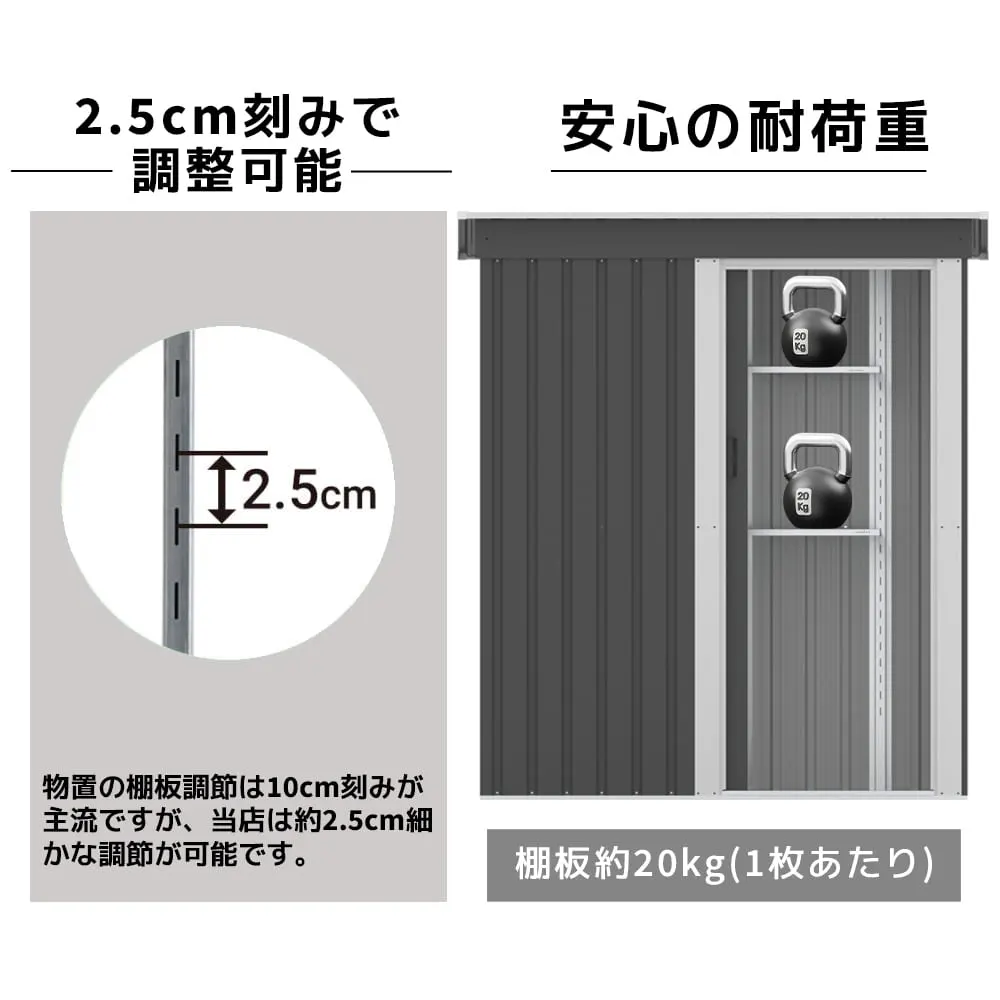 2.5cm刻みで
調整可能
2.5cm
物置の棚板調節は10cm刻みが
主流ですが、当店は約2.5cm細
かな調節が可能です。
安心の耐荷重
20
Kg
20
Kg
棚板約20kg(1枚あたり)